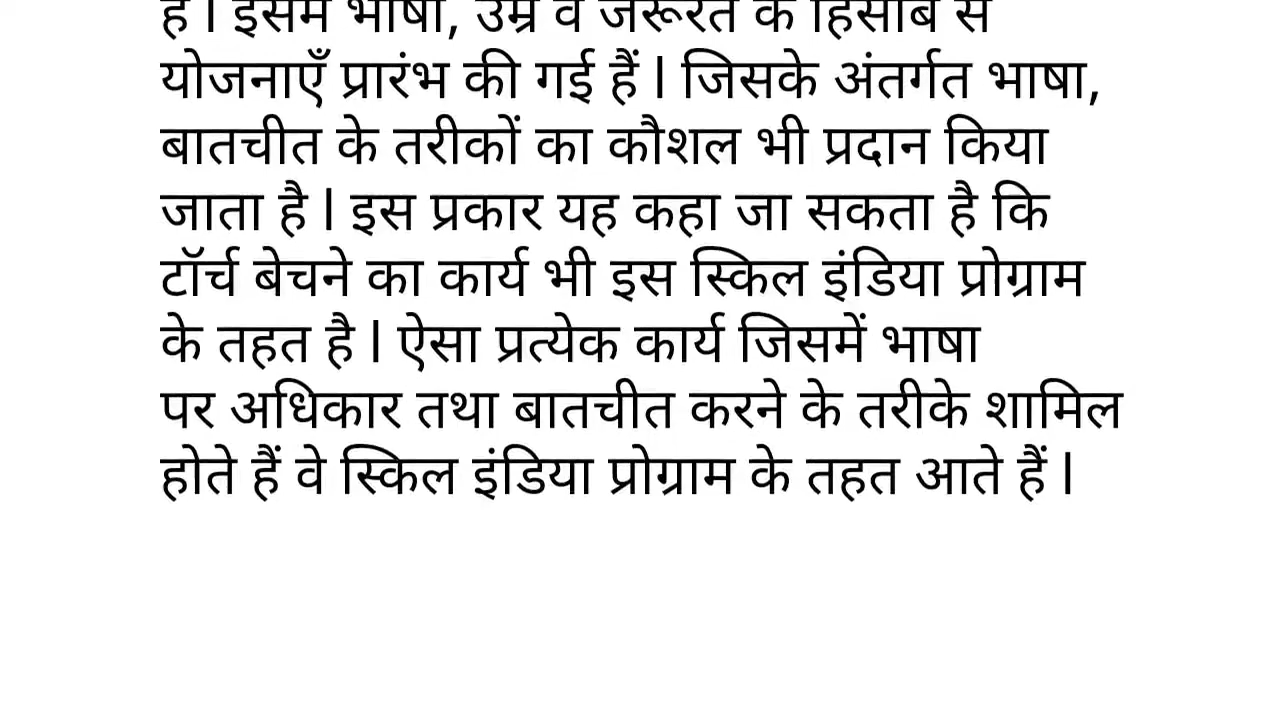 है l इसमें भाषा, उम्र व जरूरत के हिसाब से
योजनाएँ प्रारंभ की गई हैं l जिसके अंतर्गत भाषा,
बातचीत के तरीकों का कौशल भी प्रदान किया
जाता है l इस प्रकार यह कहा जा सकता है कि
टॉर्च बेचने का कार्य भी इस स्किल इंडिया प्रोग्राम
के तहत है l ऐसा प्रत्येक कार्य जिसमें भाषा
पर अधिकार तथा बातचीत करने के तरीके शामिल
होते हैं वे स्किल इंडिया प्रोग्राम के तहत आते हैं l